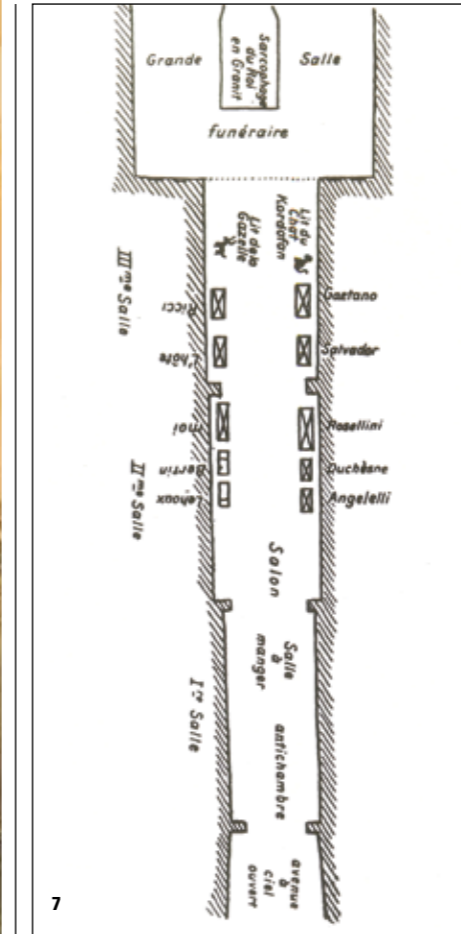 Grande
Salle
Sarcophage
du Roi
en Granit
funéraire
Lit du
Chat
Kordofan
Lit de la
Gazelle
IIIme Salle
Ricci
L'hôte
Gaetano
Salvador
moi
Bertin
Lehoux
IIme Salle
Rosellini
Duchèsne
Angelelli
Salon
Salle
à
manger
Ire Salle
antichambre
avenue
à
ciel
ouvert
7